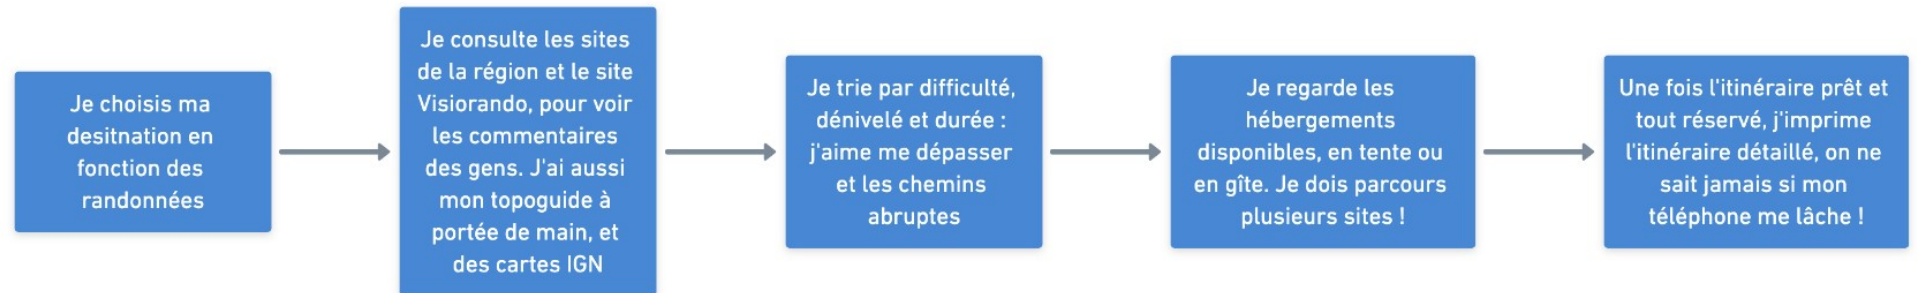 Je choisis ma
desitnation en
fonction des
randonnées
Je consulte les sites
de la région et le site
Visiorando, pour voir
les commentaires
des gens. J'ai aussi
mon topoguide à
portée de main, et
des cartes IGN
Je trie par difficulté,
dénivelé et durée :
j'aime me dépasser
et les chemins
abruptes
Je regarde les
hébergements
disponibles, en tente ou
en gîte. Je dois parcours
plusieurs sites !
Une fois l'itinéraire prêt et
tout réservé, j'imprime
l'itinéraire détaillé, on ne
sait jamais si mon
téléphone me lâche !